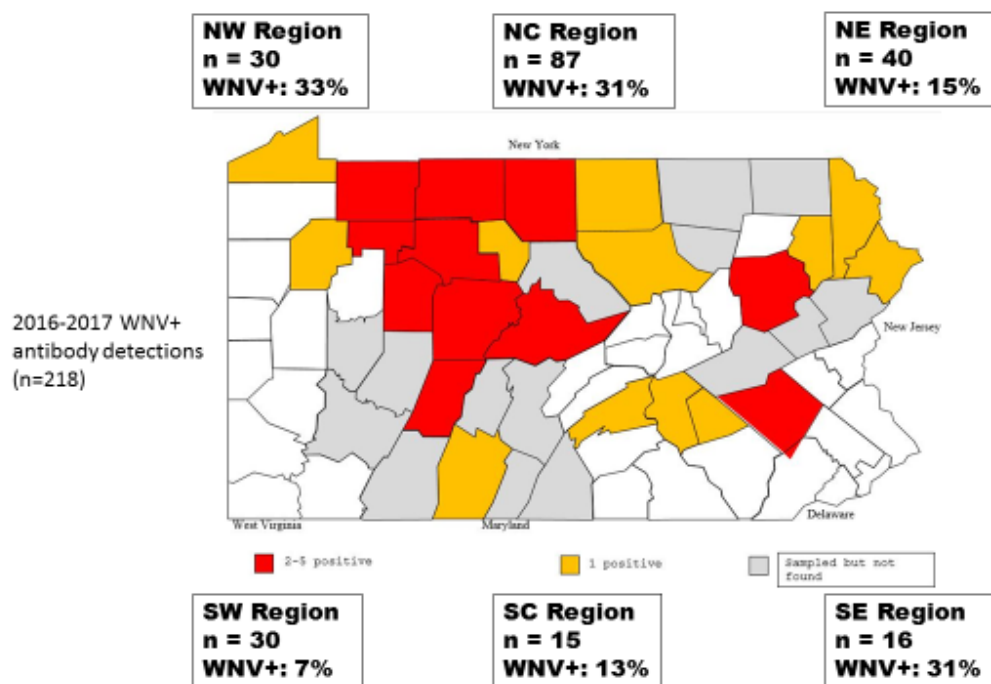 NW Region
n = 30
WNV+: 33%
NC Region
n = 87
WNV+: 31%
NE Region
n = 40
WNV+: 15%
New York
2016-2017 WNV+
antibody detections
(n=218)
New Jersey
West Virginia
Maryland
Delaware
2-5 positive
1 positive
Sampled but not
found
SW Region
n = 30
WNV+: 7%
SC Region
n = 15
WNV+: 13%
SE Region
n = 16
WNV+: 31%